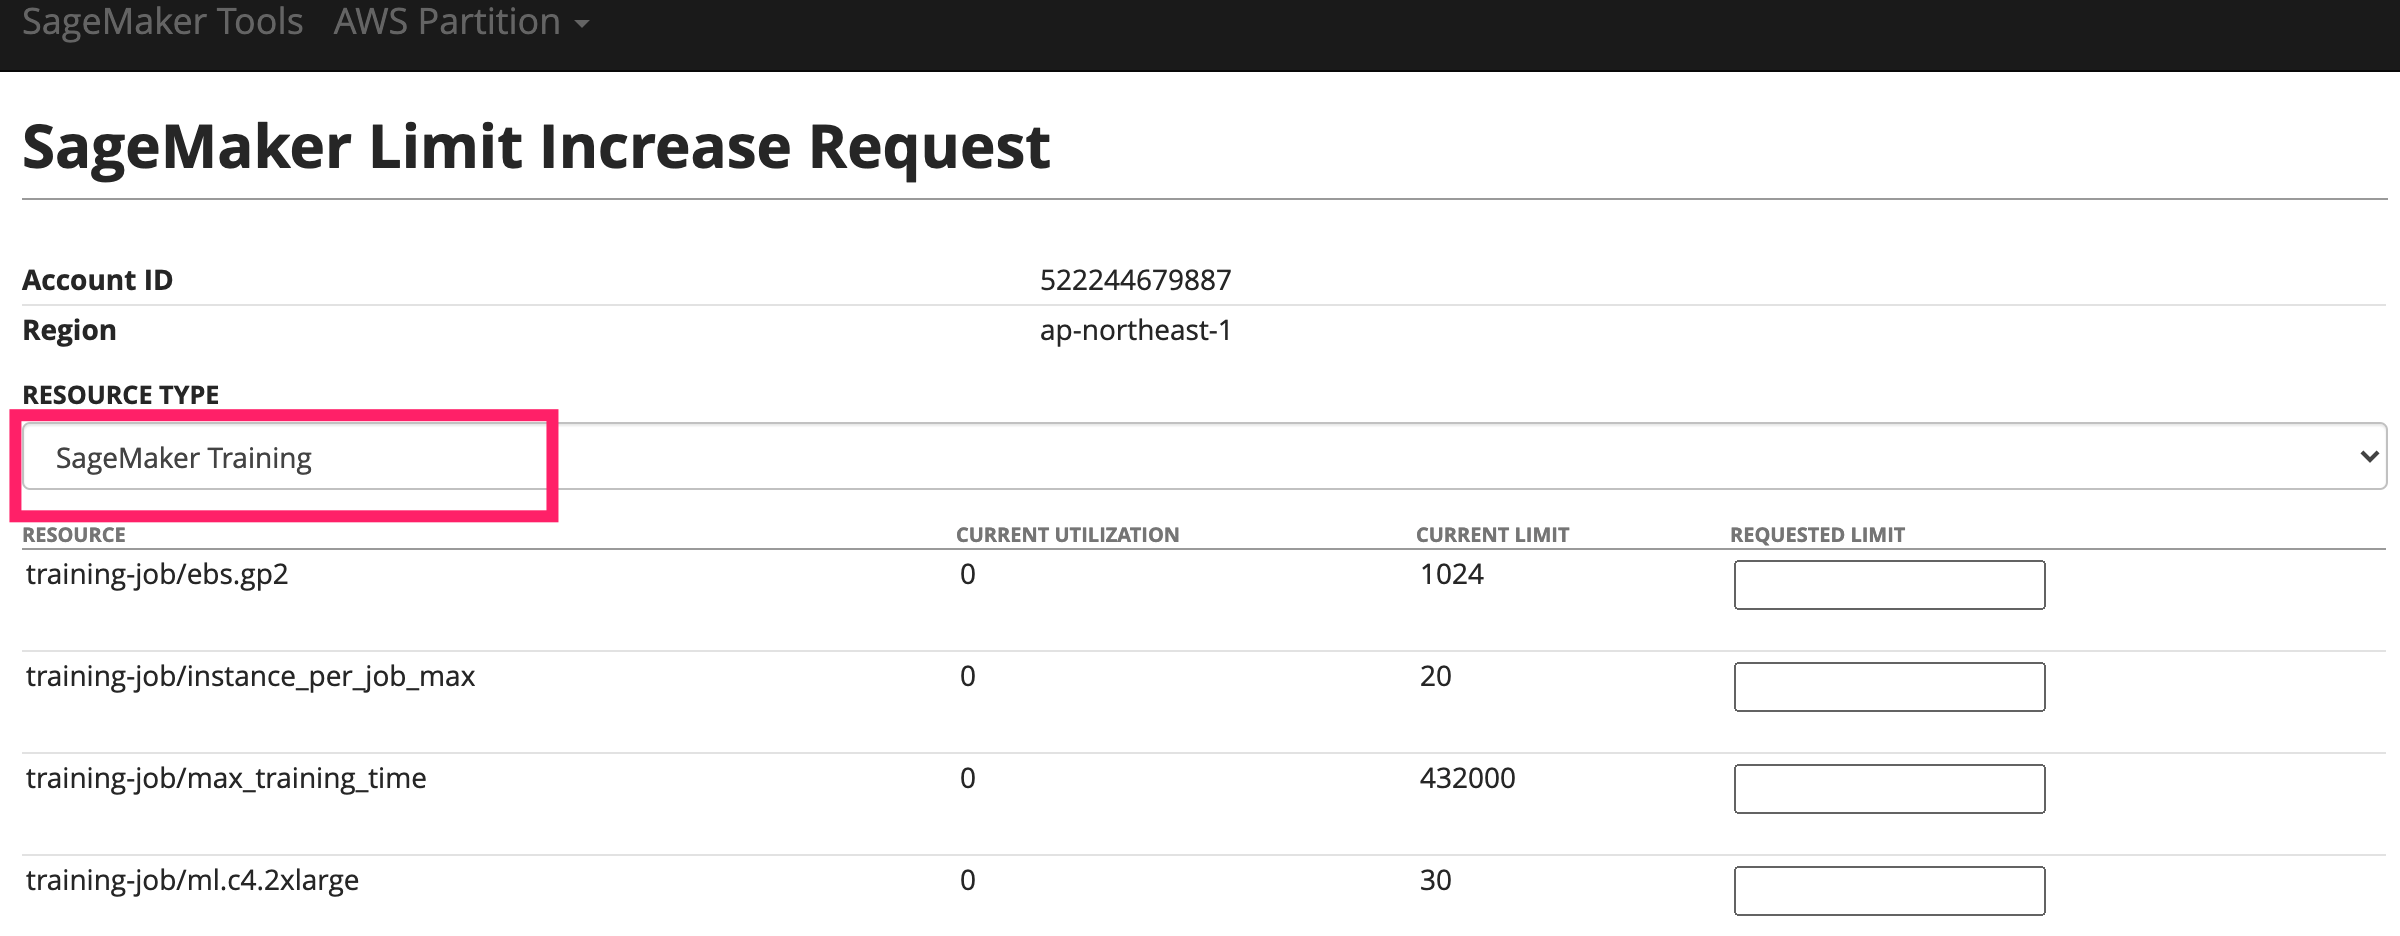 SageMaker Tools AWS Partition
SageMaker Limit Increase Request
Account ID 522244679887
Region ap-northeast-1
RESOURCE TYPE
SageMaker Training
RESOURCE CURRENT UTILIZATION CURRENT LIMIT REQUESTED LIMIT
training-job/ebs.gp2 0 1024
training-job/instance_per_job_max 0 20
training-job/max_training_time 0 432000
training-job/ml.c4.2xlarge 0 30